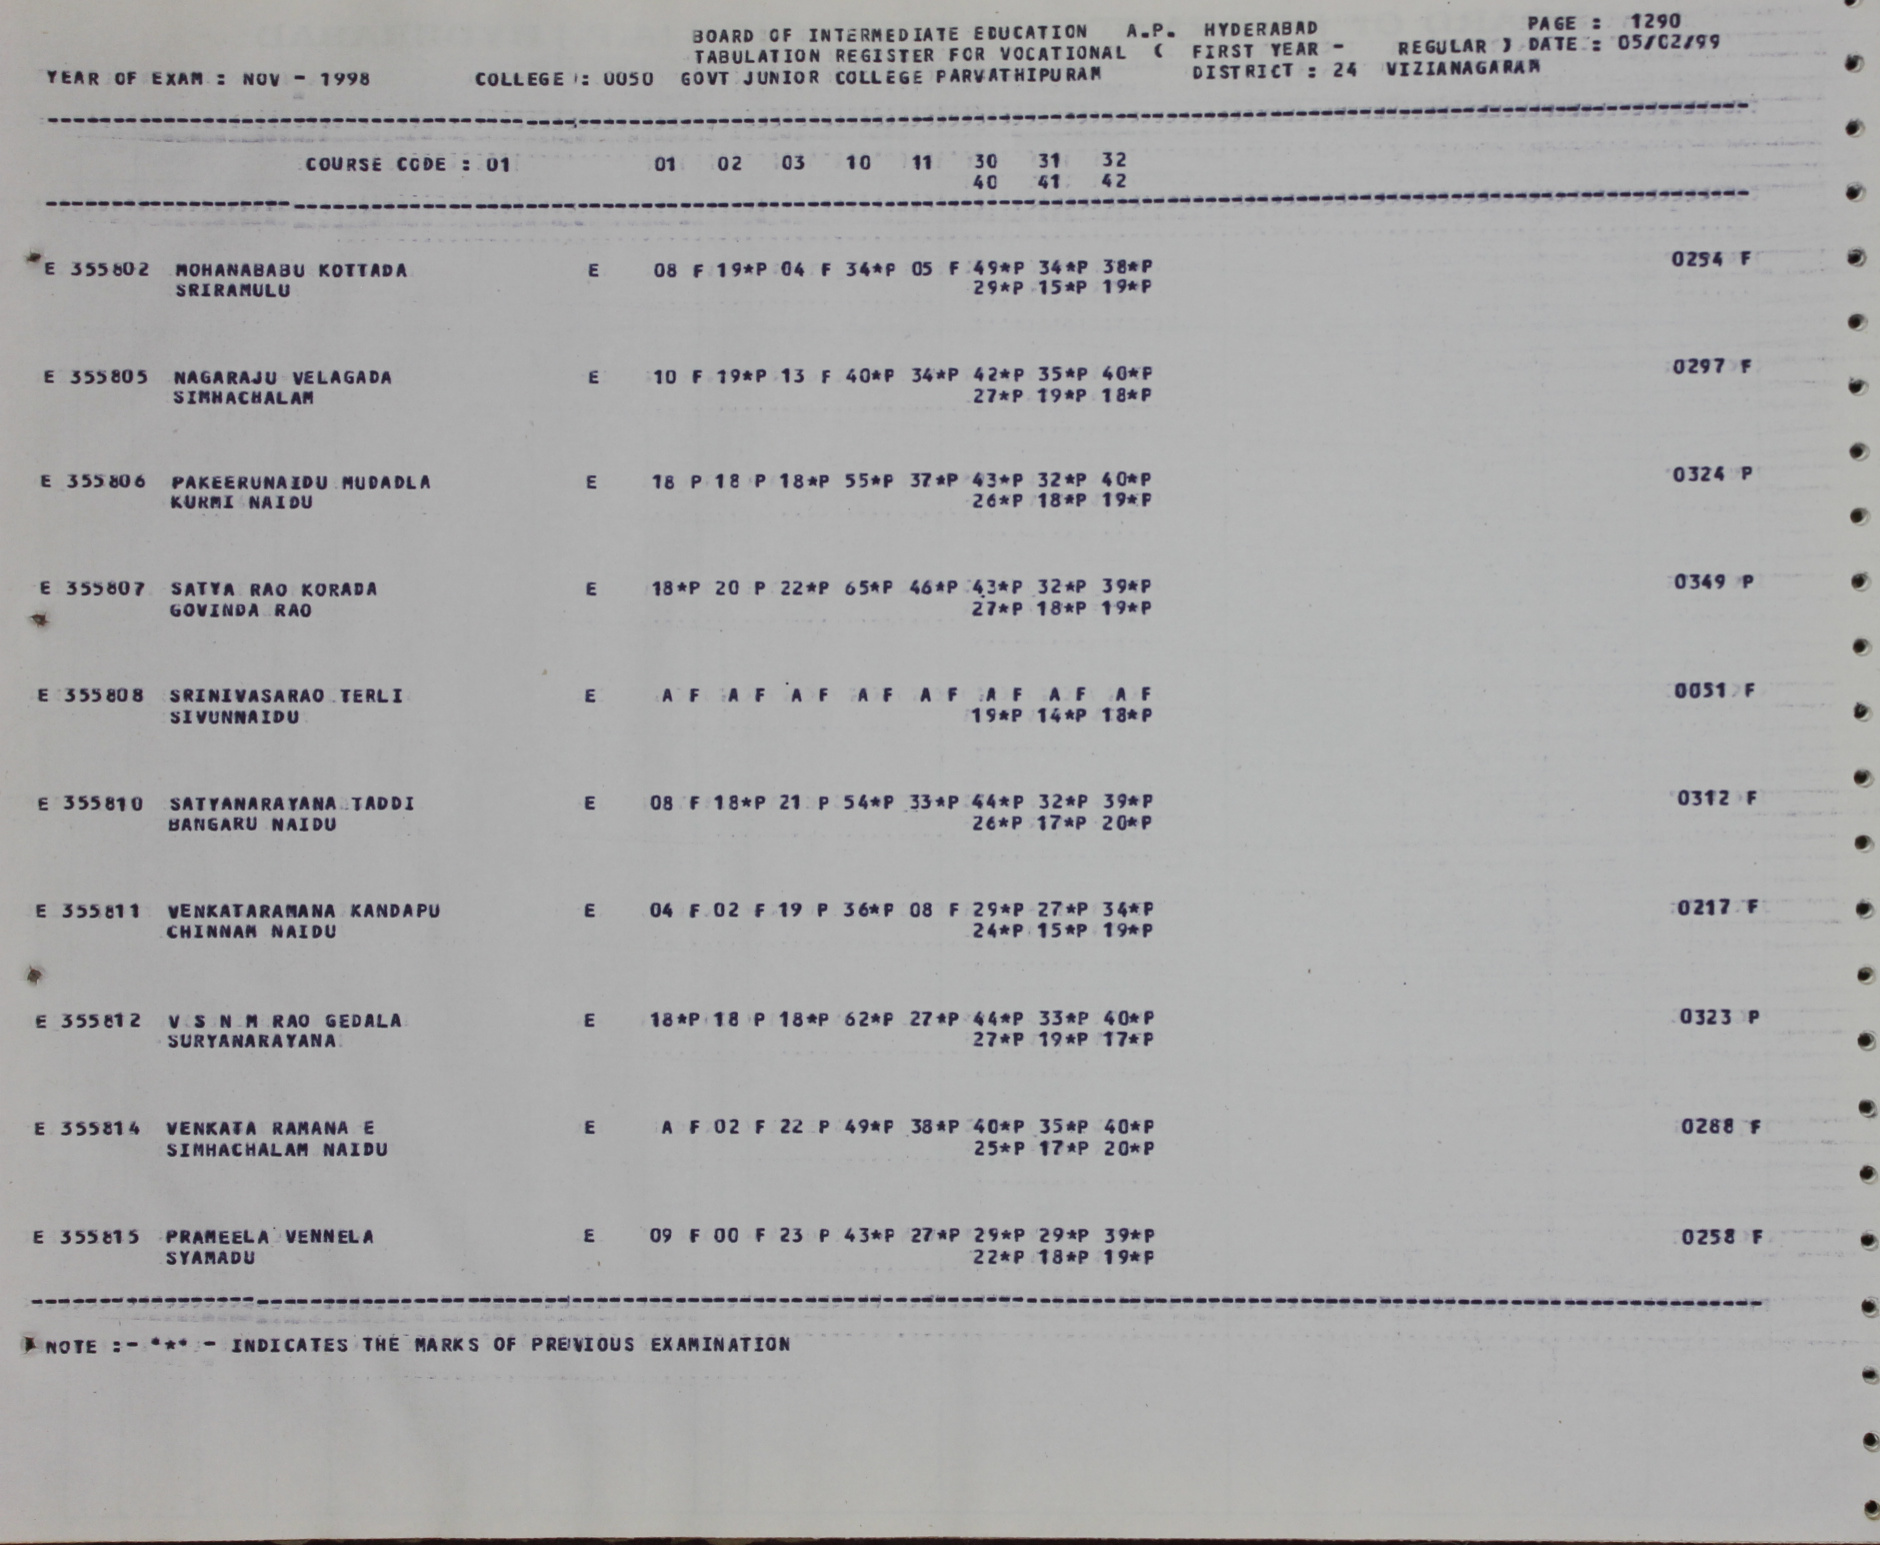 BOARD OF INTERMEDIATE EDUCATION A.P. HYDERABAD PAGE : 1290
TABULATION REGISTER FOR VOCATIONAL ( FIRST YEAR - REGULAR ) DATE : 05/02/99
YEAR OF EXAM : NOV - 1998 COLLEGE : 0050 GOVT JUNIOR COLLEGE PARVATHIPURAM DISTRICT : 24 VIZIANAGARAM
COURSE CODE : 01 01 02 03 10 11 30 31 32
40 41 42
E 355802 MOHANABABU KOTTADA E 08 F 19*P 04 F 34*P 05 F 49*P 34*P 38*P 0254 F
SRIRAMULU 29*P 15*P 19*P
E 355805 NAGARAJU VELAGADA E 10 F 19*P 13 F 40*P 34*P 42*P 35*P 40*P 0297 F
SIMHACHALAM 27*P 19*P 18*P
E 355806 PAKEERUNAIDU MUDADLA E 18 P 18 P 18*P 55*P 37*P 43*P 32*P 40*P 0324 P
KURMI NAIDU 26*P 18*P 19*P
E 355807 SATYA RAO KORADA E 18*P 20 P 22*P 65*P 46*P 43*P 32*P 39*P 0349 P
GOVINDA RAO 27*P 18*P 19*P
E 355808 SRINIVASARAO TERLI E A F A F A F A F A F A F A F A F 0051 F
SIVUNNAIDU 19*P 14*P 18*P
E 355810 SATYANARAYANA TADDI E 08 F 18*P 21 P 54*P 33*P 44*P 32*P 39*P 0312 F
BANGARU NAIDU 26*P 17*P 20*P
E 355811 VENKATARAMANA KANDAPU E 04 F 02 F 19 P 36*P 08 F 29*P 27*P 34*P 0217 F
CHINNAM NAIDU 24*P 15*P 19*P
E 355812 V S N M RAO GEDALA E 18*P 18 P 18*P 62*P 27*P 44*P 33*P 40*P 0323 P
SURYANARAYANA 27*P 19*P 17*P
E 355814 VENKATA RAMANA E E A F 02 F 22 P 49*P 38*P 40*P 35*P 40*P 0288 F
SIMHACHALAM NAIDU 25*P 17*P 20*P
E 355815 PRAMEELA VENNELA E 09 F 00 F 23 P 43*P 27*P 29*P 29*P 39*P 0258 F
SYAMADU 22*P 18*P 19*P
NOTE :- "*" - INDICATES THE MARKS OF PREVIOUS EXAMINATION